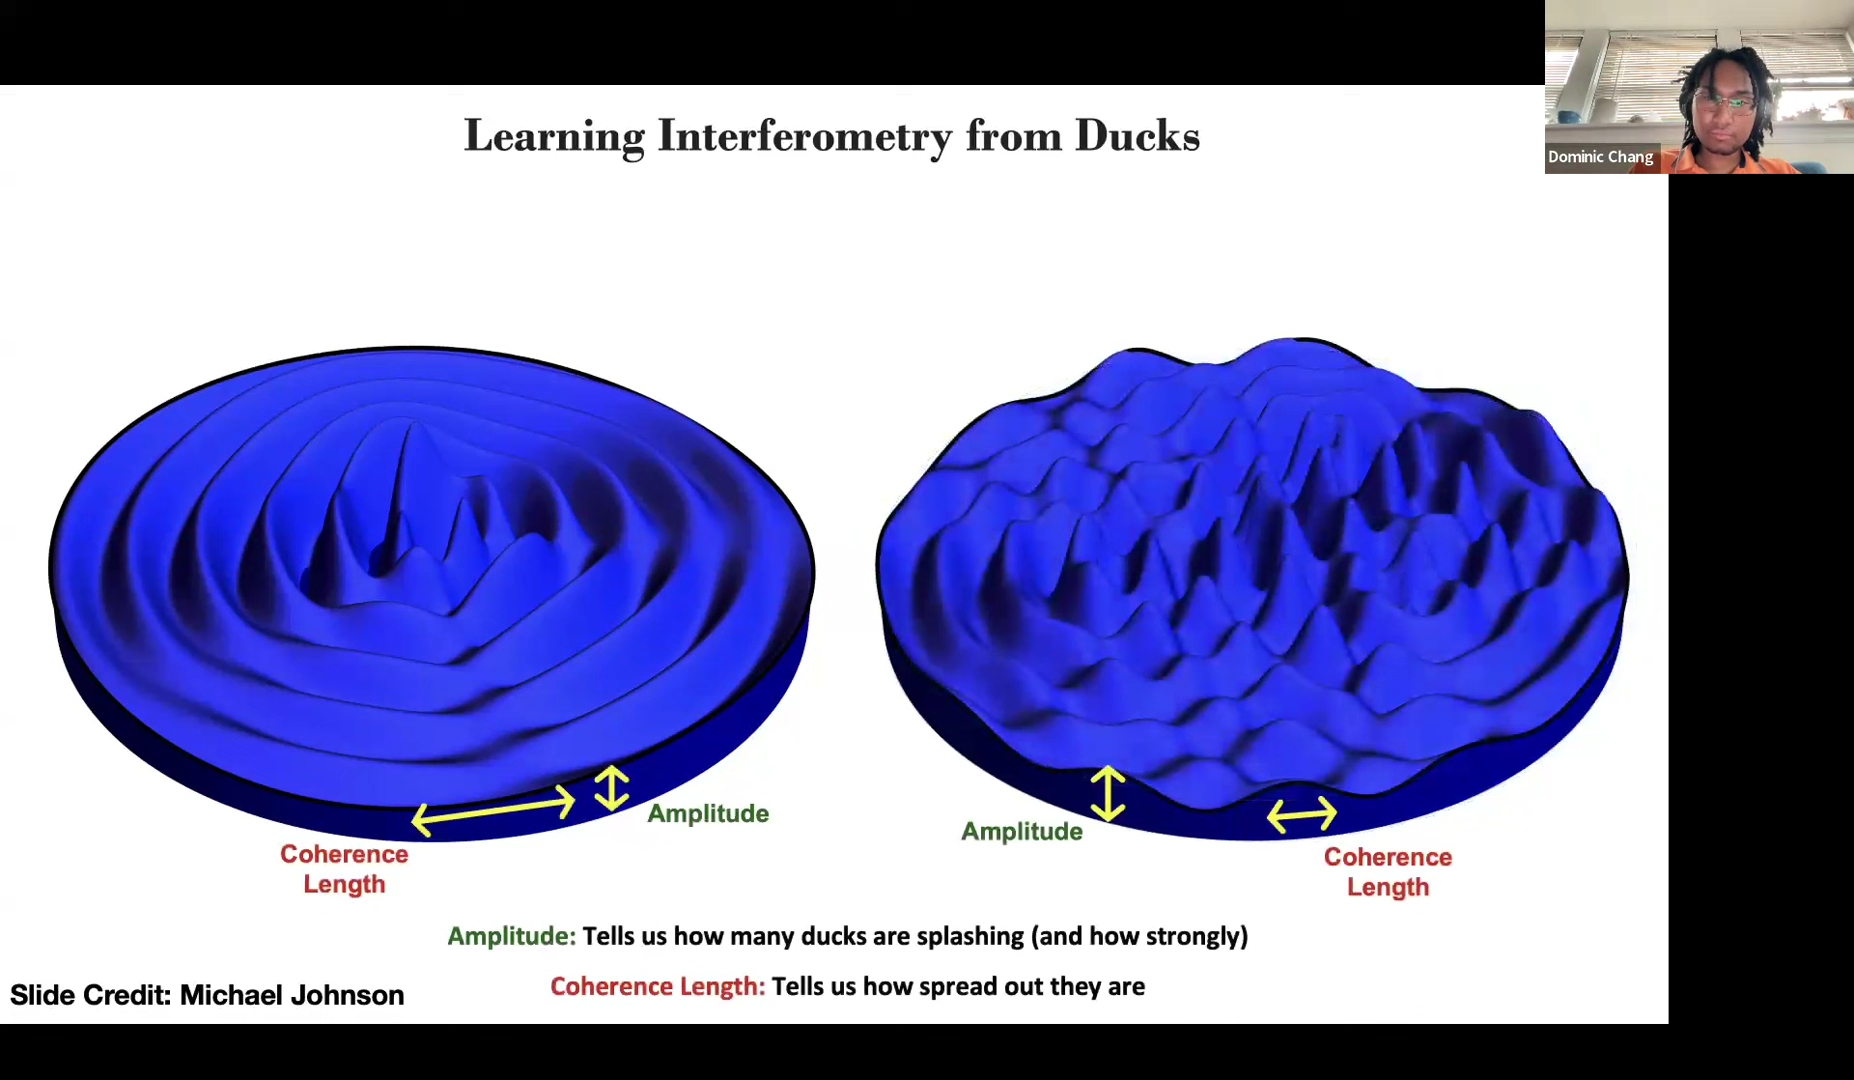 Learning Interferometry from Ducks
Dominic Chang
Amplitude
Coherence
Length
Amplitude
Coherence
Length
Amplitude: Tells us how many ducks are splashing (and how strongly)
Coherence Length: Tells us how spread out they are
Slide Credit: Michael Johnson